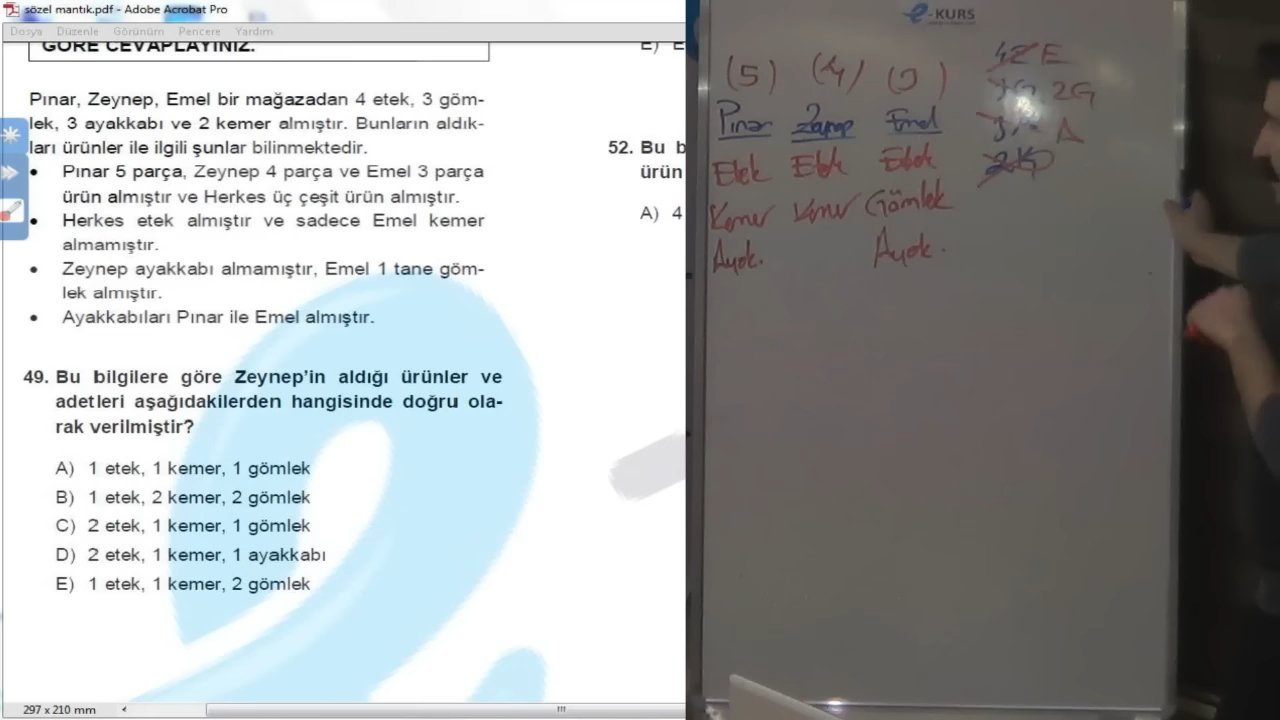 sözel mantık.pdf - Adobe Acrobat Pro
Dosya Düzenle Görünüm Pencere Yardım
GÖRE CEVAPLAYINIZ.
Pınar, Zeynep, Emel bir mağazadan 4 etek, 3 göm-
lek, 3 ayakkabı ve 2 kemer almıştır. Bunların aldık-
ları ürünler ile ilgili şunlar bilinmektedir.
• Pınar 5 parça, Zeynep 4 parça ve Emel 3 parça
ürün almıştır ve Herkes üç çeşit ürün almıştır.
• Herkes etek almıştır ve sadece Emel kemer
almamıştır.
• Zeynep ayakkabı almamıştır, Emel 1 tane göm-
lek almıştır.
• Ayakkabıları Pınar ile Emel almıştır.
49. Bu bilgilere göre Zeynep'in aldığı ürünler ve
adetleri aşağıdakilerden hangisinde doğru ola-
rak verilmiştir?
A) 1 etek, 1 kemer, 1 gömlek
B) 1 etek, 2 kemer, 2 gömlek
C) 2 etek, 1 kemer, 1 gömlek
D) 2 etek, 1 kemer, 1 ayakkabı
E) 1 etek, 1 kemer, 2 gömlek
E) E
52. Bu b
ürün
A) 4
297 x 210 mm
e-KURS
(5) (4) (3) E
Pınar Zeynep Emel 2G
Etek Etek Etek A
Kemer Kemer Gömlek
Ayak. Ayak.